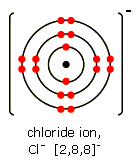 chloride ion,
Cl⁻ [2,8,8]⁻